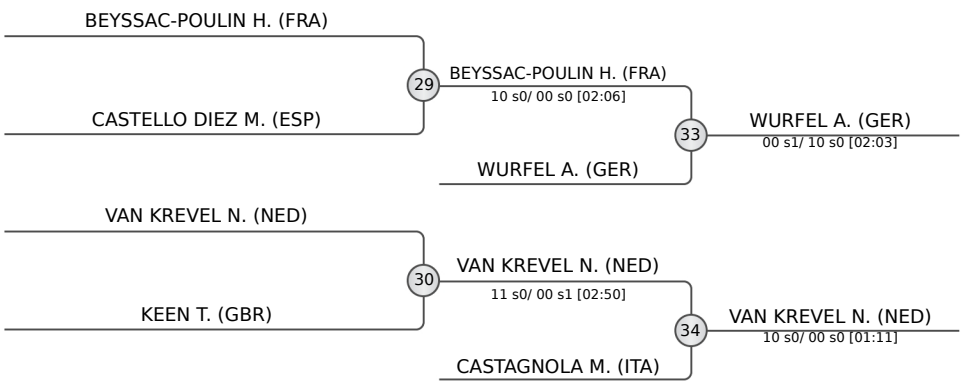 BEYSSAC-POULIN H. (FRA)
29
BEYSSAC-POULIN H. (FRA)
10 s0/ 00 s0 [02:06]
CASTELLO DIEZ M. (ESP)
33
WURFEL A. (GER)
00 s1/ 10 s0 [02:03]
WURFEL A. (GER)
VAN KREVEL N. (NED)
30
VAN KREVEL N. (NED)
11 s0/ 00 s1 [02:50]
KEEN T. (GBR)
34
VAN KREVEL N. (NED)
10 s0/ 00 s0 [01:11]
CASTAGNOLA M. (ITA)